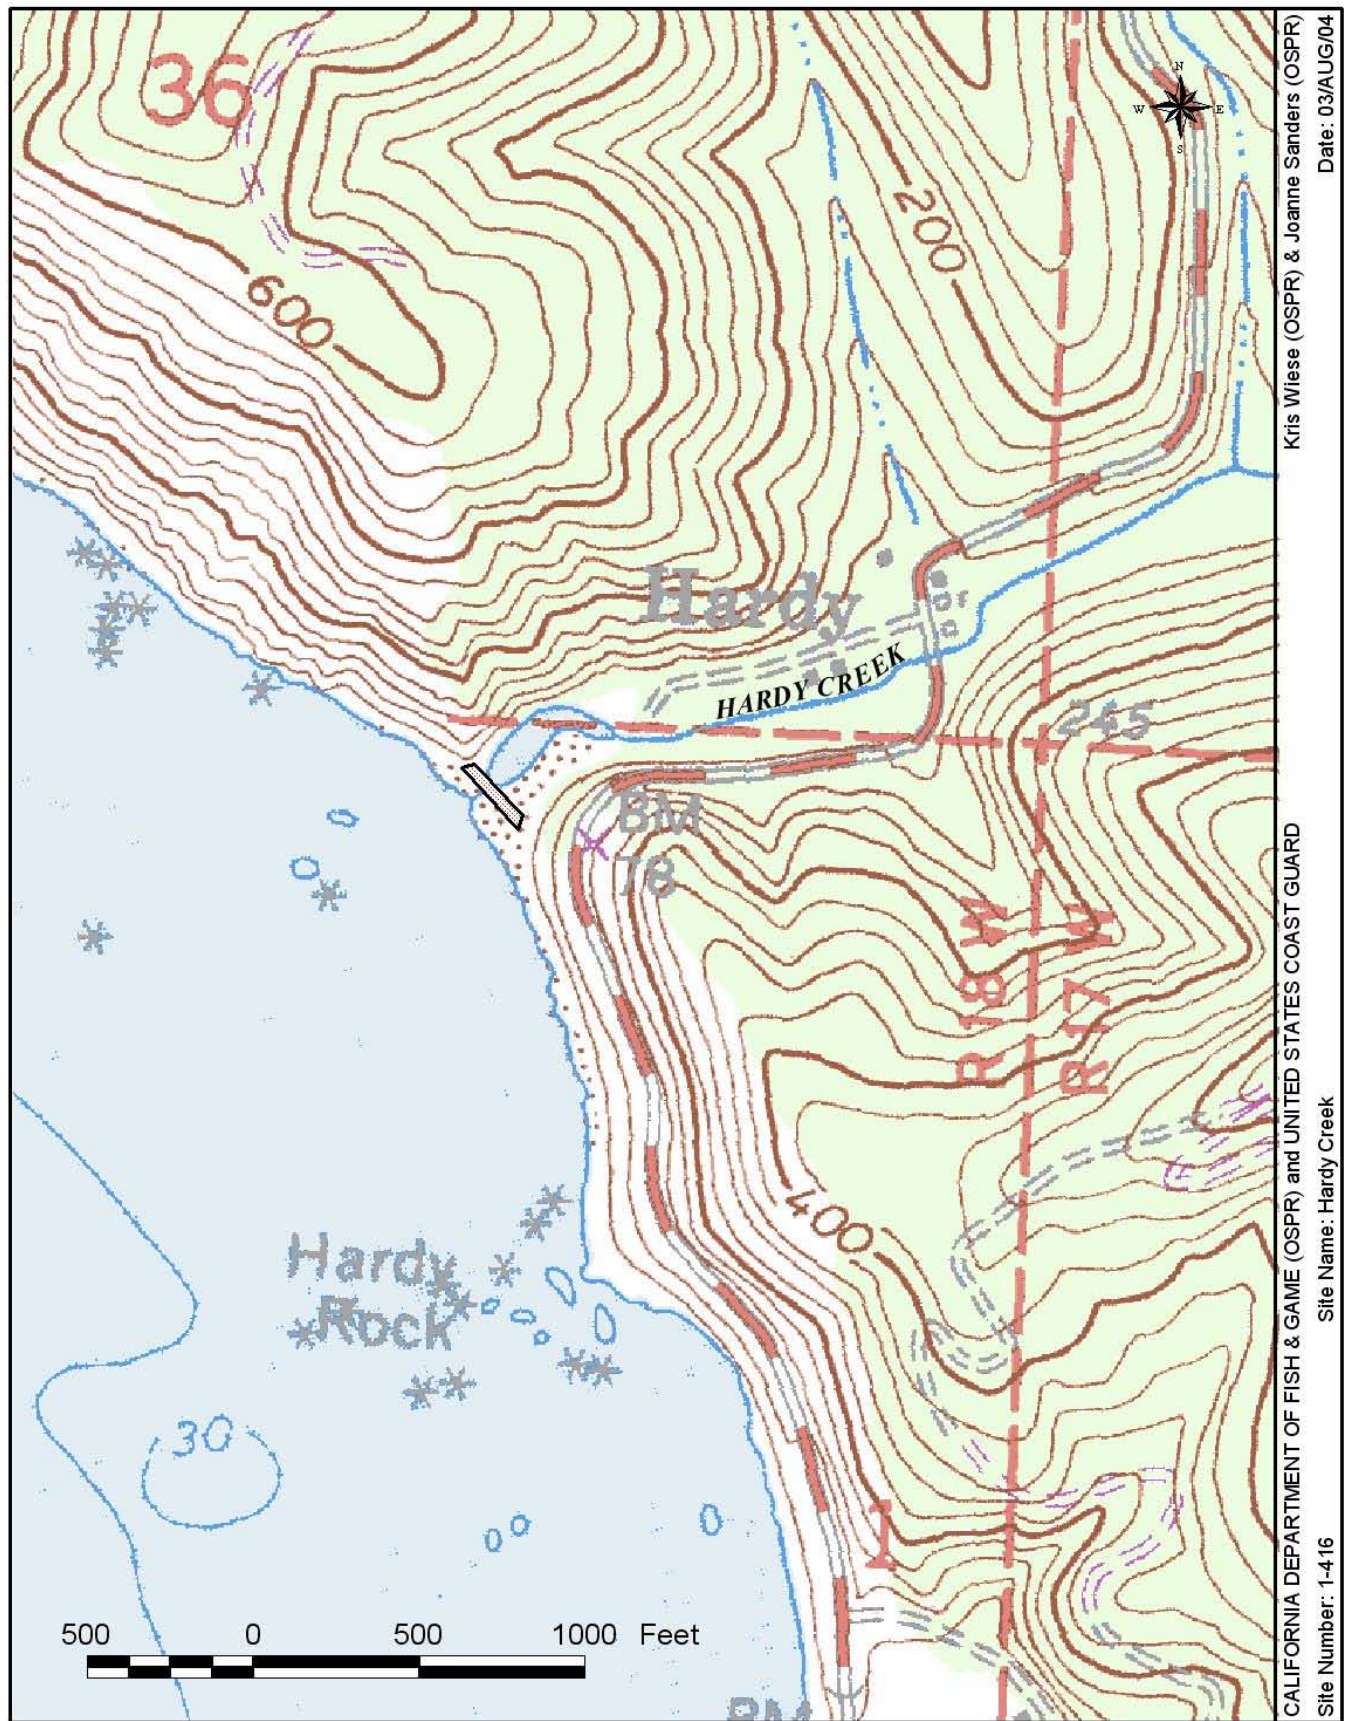 36
N
W E
S
600
200
Hardy
HARDY CREEK
245
BM
78
R 18 W
R 17 W
400
Hardy
Rock
30
1
500 0 500 1000 Feet
BM
CALIFORNIA DEPARTMENT OF FISH & GAME (OSPR) and UNITED STATES COAST GUARD
Kris Wiese (OSPR) & Joanne Sanders (OSPR)
Site Number: 1-416
Site Name: Hardy Creek
Date: 03/AUG/04